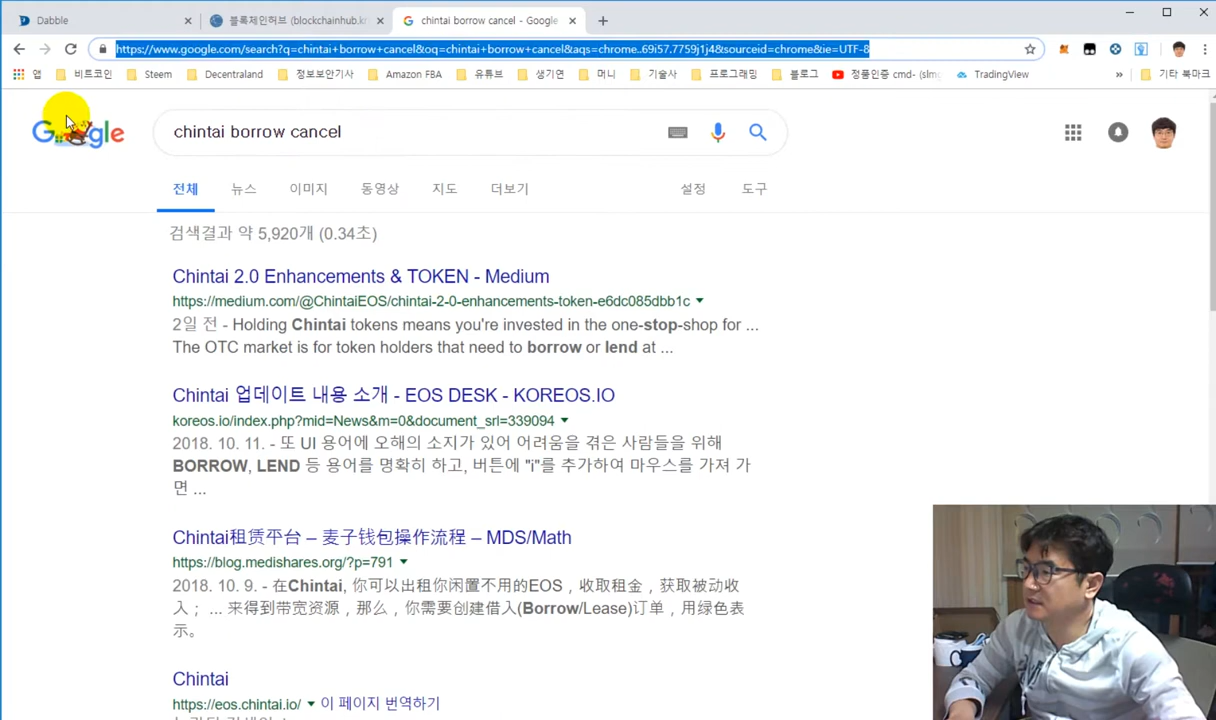 Dabble
블록체인허브 (blockchainhub.kr
chintai borrow cancel - Google
https://www.google.com/search?q=chintai+borrow+cancel&oq=chintai+borrow+cancel&aqs=chrome..69i57.7759j1j4&sourceid=chrome&ie=UTF-8
앱 비트코인 Steem Decentraland 정보보안기사 Amazon FBA 유튜브 생기연 머니 기술사 프로그래밍 블로그 정품인증 cmd- (slmg TradingView » 기타 북마크
Google
chintai borrow cancel
전체 뉴스 이미지 동영상 지도 더보기 설정 도구
검색결과 약 5,920개 (0.34초)
Chintai 2.0 Enhancements & TOKEN - Medium
https://medium.com/@ChintaiEOS/chintai-2-0-enhancements-token-e6dc085dbb1c
2일 전 - Holding Chintai tokens means you're invested in the one-stop-shop for ...
The OTC market is for token holders that need to borrow or lend at ...
Chintai 업데이트 내용 소개 - EOS DESK - KOREOS.IO
koreos.io/index.php?mid=News&m=0&document_srl=339094
2018. 10. 11. - 또 UI 용어에 오해의 소지가 있어 어려움을 겪은 사람들을 위해
BORROW, LEND 등 용어를 명확히 하고, 버튼에 "i"를 추가하여 마우스를 가져 가
면 ...
Chintai租赁平台 – 麦子钱包操作流程 – MDS/Math
https://blog.medishares.org/?p=791
2018. 10. 9. - 在Chintai, 你可以出租你闲置不用的EOS，收取租金，获取被动收
入； ... 来得到带宽资源，那么，你需要创建借入(Borrow/Lease)订单，用绿色表
示。
Chintai
https://eos.chintai.io/ 이 페이지 번역하기